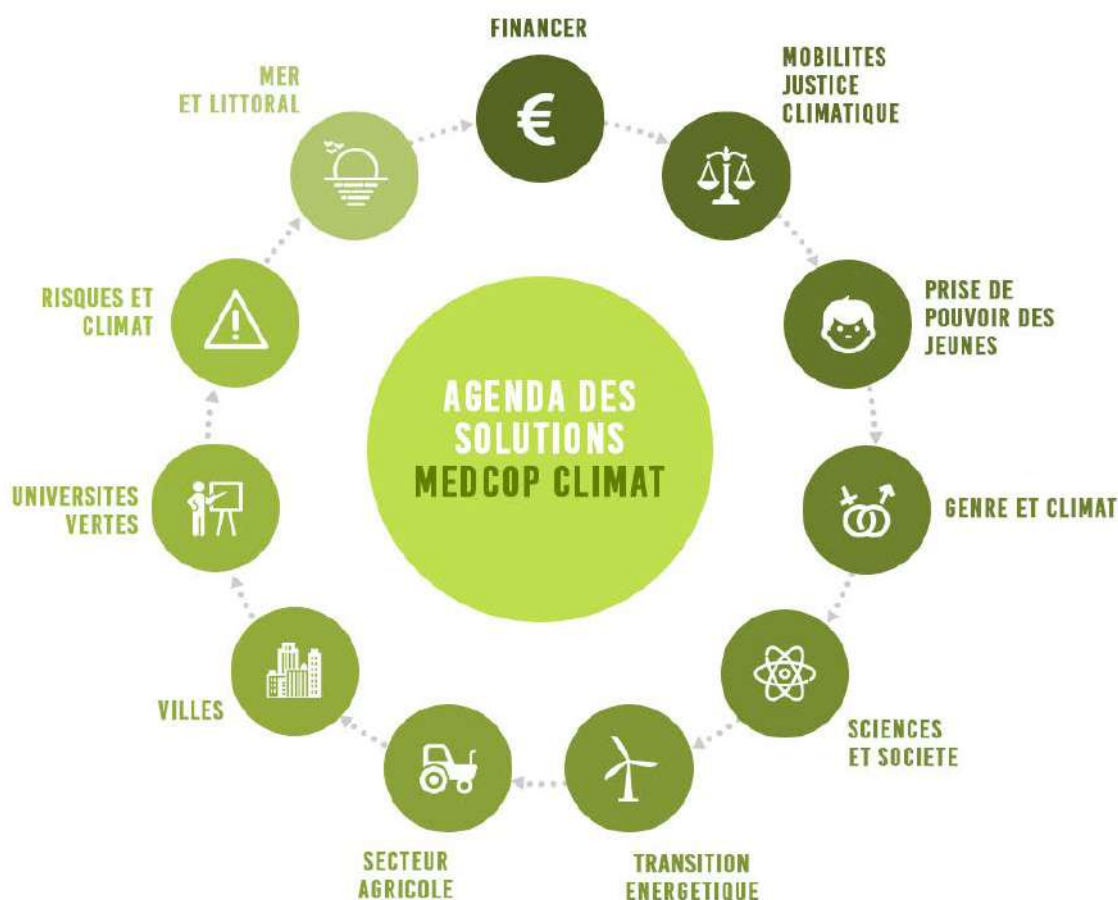 FINANCER
MOBILITES
JUSTICE
CLIMATIQUE
PRISE DE
POUVOIR DES
JEUNES
GENRE ET CLIMAT
SCIENCES
ET SOCIETE
TRANSITION
ENERGETIQUE
SECTEUR
AGRICOLE
VILLES
UNIVERSITES
VERTES
RISQUES ET
CLIMAT
MER
ET LITTORAL
AGENDA DES
SOLUTIONS
MEDCOP CLIMAT